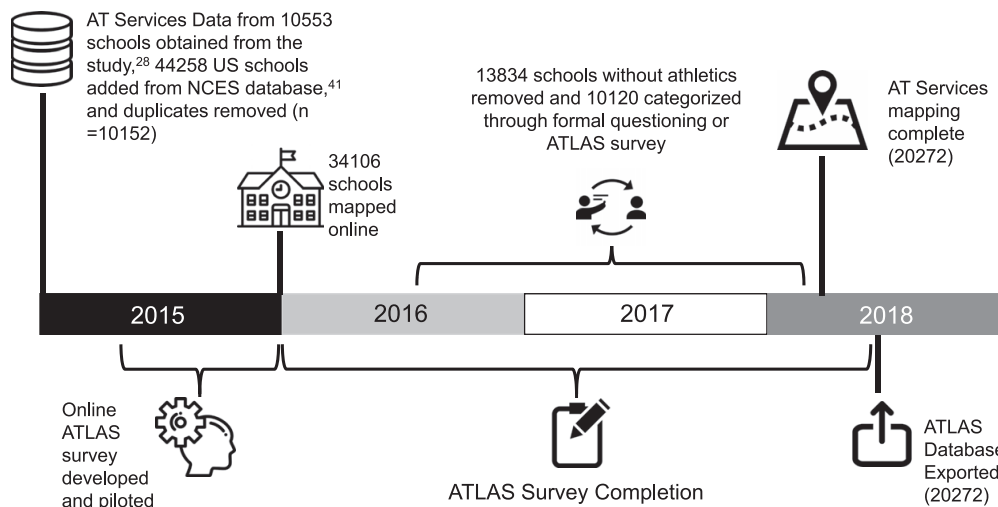 AT Services Data from 10553
schools obtained from the
study,²⁸ 44258 US schools
added from NCES database,⁴¹
and duplicates removed (n
=10152)
34106
schools
mapped
online
13834 schools without athletics
removed and 10120 categorized
through formal questioning or
ATLAS survey
AT Services
mapping
complete
(20272)
2015
2016
2017
2018
Online
ATLAS
survey
developed
and piloted
ATLAS Survey Completion
ATLAS
Database
Exported
(20272)